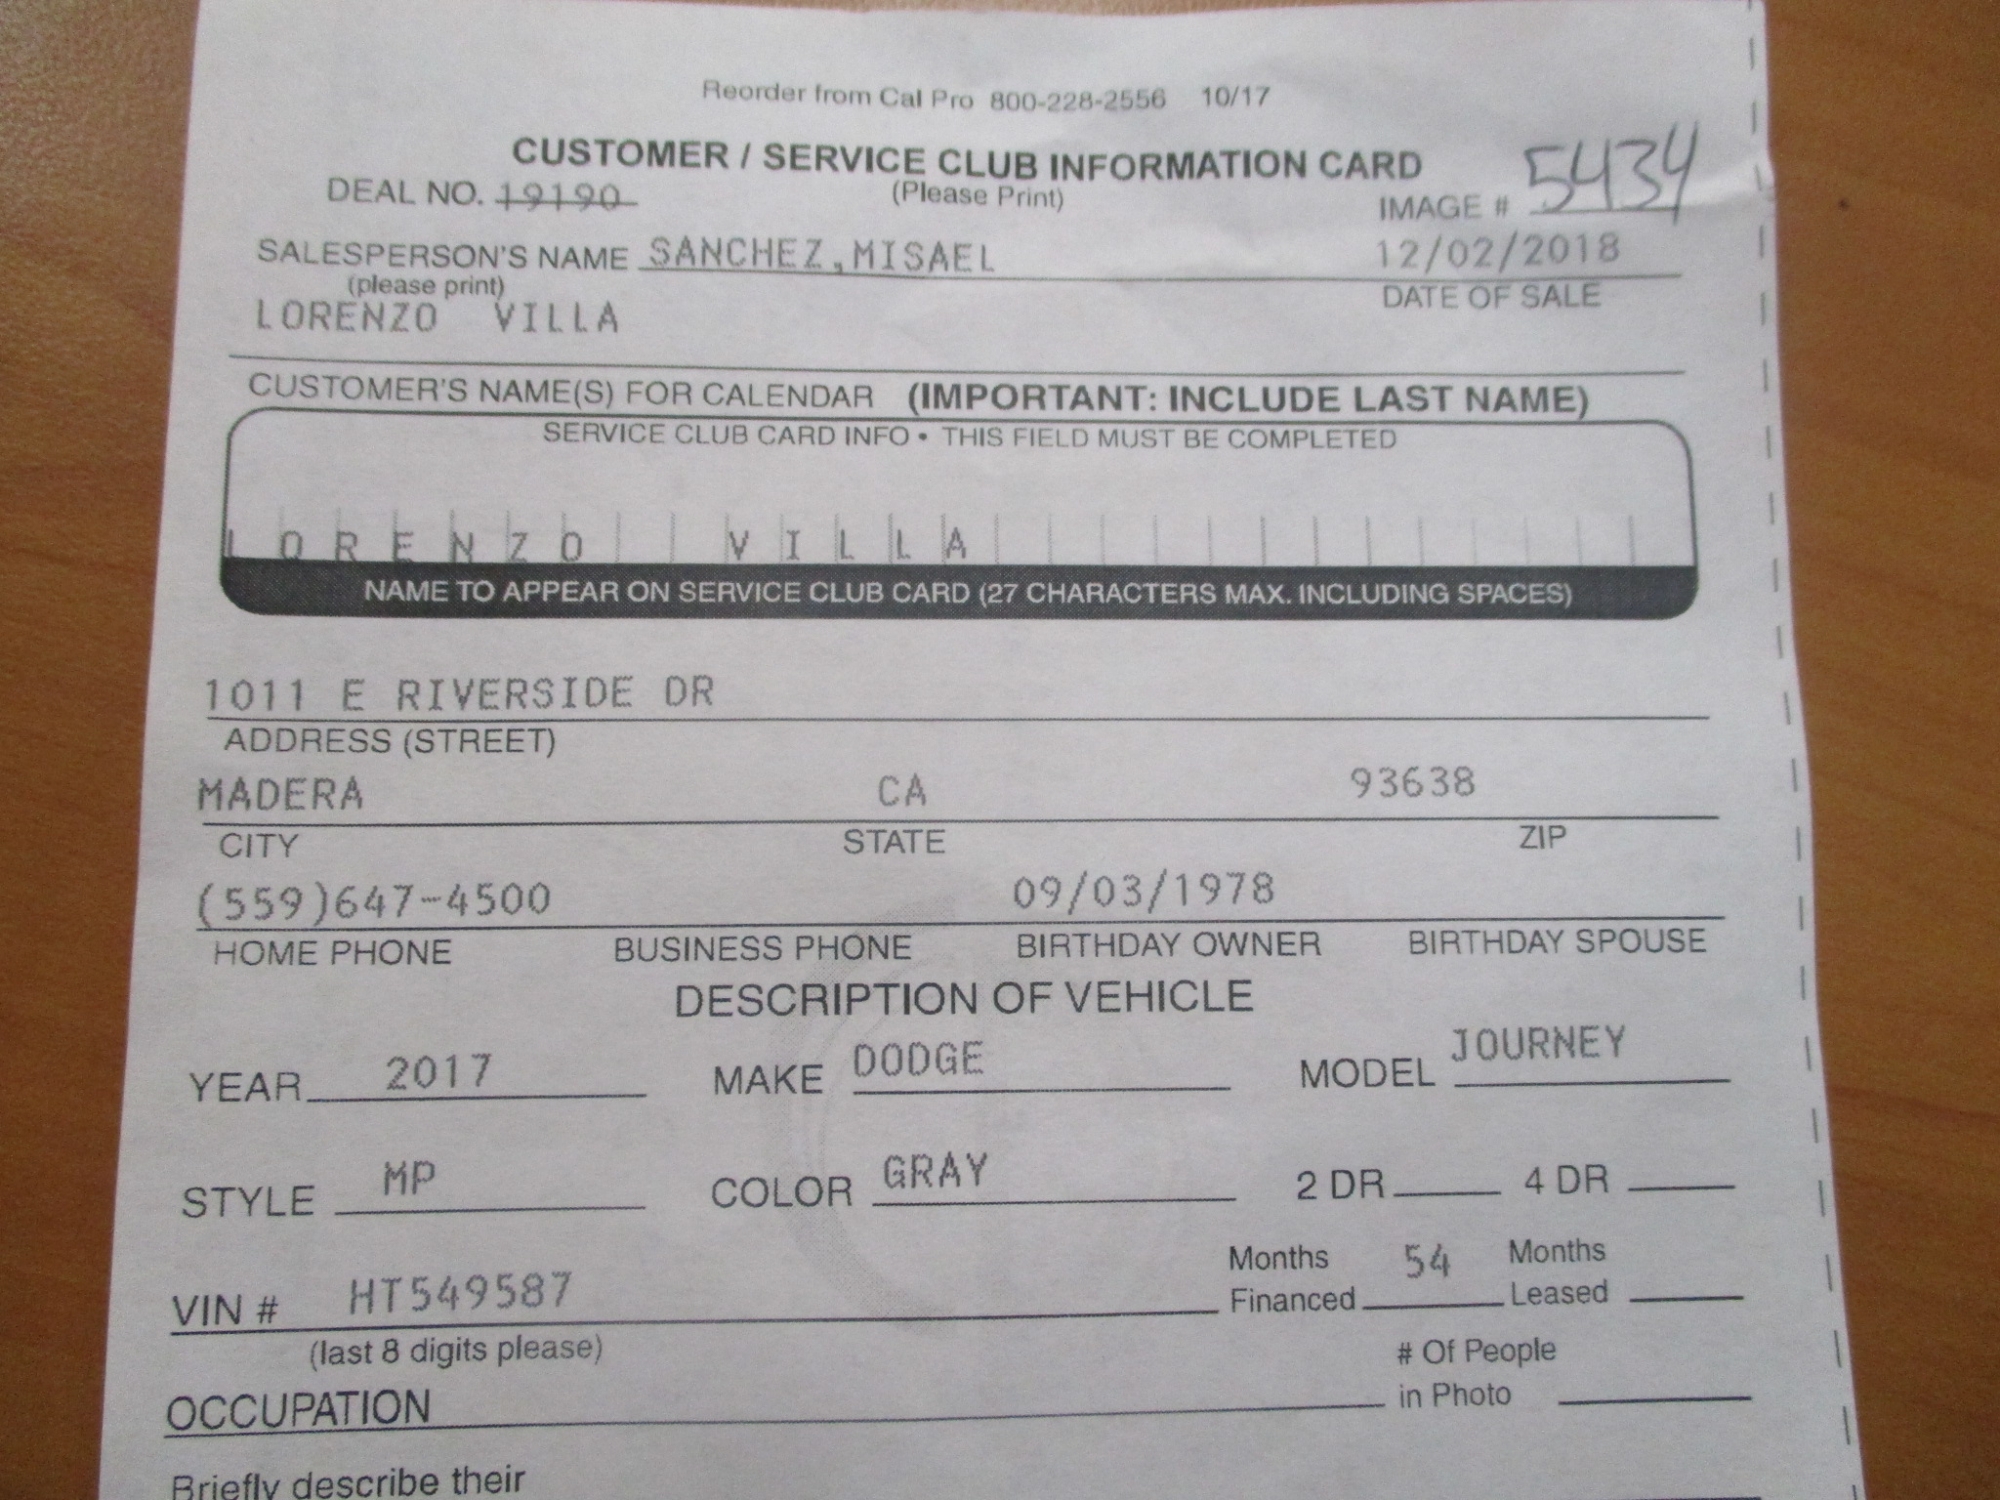 Reorder from Cal Pro 800-228-2556 10/17
CUSTOMER / SERVICE CLUB INFORMATION CARD
(Please Print)
DEAL NO. 19190
IMAGE # 5434
SALESPERSON'S NAME SANCHEZ,MISAEL 12/02/2018
(please print) DATE OF SALE
LORENZO VILLA
CUSTOMER'S NAME(S) FOR CALENDAR (IMPORTANT: INCLUDE LAST NAME)
SERVICE CLUB CARD INFO • THIS FIELD MUST BE COMPLETED
LORENZO VILLA
NAME TO APPEAR ON SERVICE CLUB CARD (27 CHARACTERS MAX. INCLUDING SPACES)
1011 E RIVERSIDE DR
ADDRESS (STREET)
MADERA CA 93638
CITY STATE ZIP
(559)647-4500 09/03/1978
HOME PHONE BUSINESS PHONE BIRTHDAY OWNER BIRTHDAY SPOUSE
DESCRIPTION OF VEHICLE
YEAR 2017 MAKE DODGE MODEL JOURNEY
STYLE MP COLOR GRAY 2 DR 4 DR
Months 54 Months
VIN # HT549587 Financed Leased
(last 8 digits please) # Of People
OCCUPATION in Photo
Briefly describe their